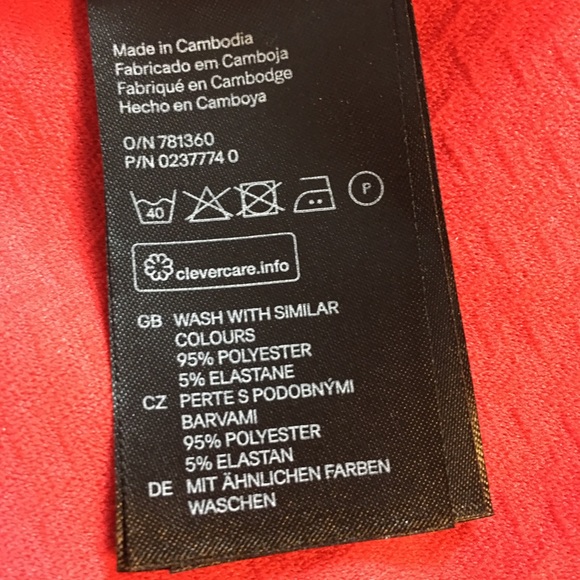 Made in Cambodia
Fabricado em Camboja
Fabriqué en Cambodge
Hecho en Camboya
O/N 781360
P/N 0237774 0
40 P
clevercare.info
GB WASH WITH SIMILAR
COLOURS
95% POLYESTER
5% ELASTANE
CZ PERTE S PODOBNÝMI
BARVAMI
95% POLYESTER
5% ELASTAN
DE MIT ÄHNLICHEN FARBEN
WASCHEN